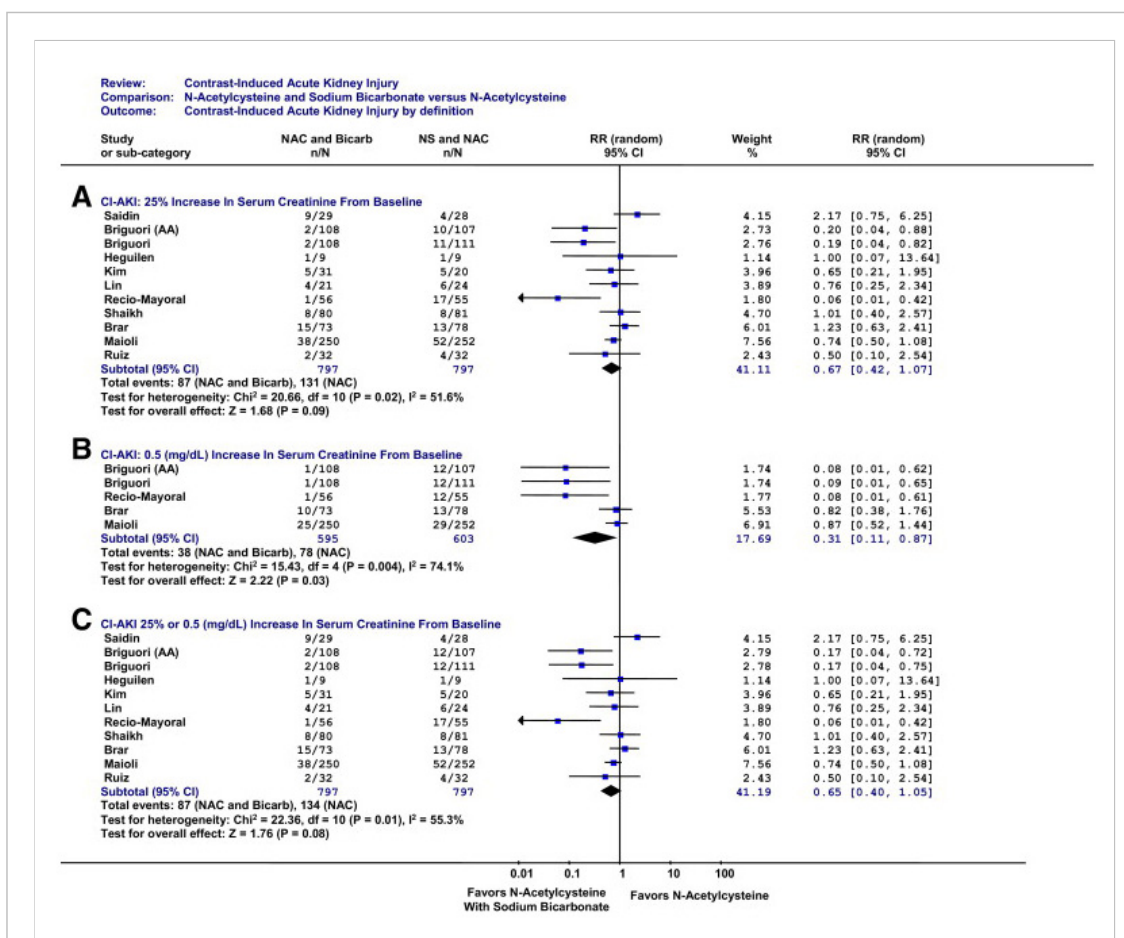 Review: Contrast-Induced Acute Kidney Injury
Comparison: N-Acetylcysteine and Sodium Bicarbonate versus N-Acetylcysteine
Outcome: Contrast-Induced Acute Kidney Injury by definition
Study NAC and Bicarb NS and NAC RR (random) Weight RR (random)
or sub-category n/N n/N 95% CI % 95% CI
A CI-AKI: 25% Increase In Serum Creatinine From Baseline
Saidin 9/29 4/28 4.15 2.17 [0.75, 6.25]
Briguori (AA) 2/108 10/107 2.73 0.20 [0.04, 0.88]
Briguori 2/108 11/111 2.76 0.19 [0.04, 0.82]
Heguilen 1/9 1/9 1.14 1.00 [0.07, 13.64]
Kim 5/31 5/20 3.96 0.65 [0.21, 1.95]
Lin 4/21 6/24 3.89 0.76 [0.25, 2.34]
Recio-Mayoral 1/56 17/55 1.80 0.06 [0.01, 0.42]
Shaikh 8/80 8/81 4.70 1.01 [0.40, 2.57]
Brar 15/73 13/78 6.01 1.23 [0.63, 2.41]
Maioli 38/250 52/252 7.56 0.74 [0.50, 1.08]
Ruiz 2/32 4/32 2.43 0.50 [0.10, 2.54]
Subtotal (95% CI) 797 797 41.11 0.67 [0.42, 1.07]
Total events: 87 (NAC and Bicarb), 131 (NAC)
Test for heterogeneity: Chi² = 20.66, df = 10 (P = 0.02), I² = 51.6%
Test for overall effect: Z = 1.68 (P = 0.09)
B CI-AKI: 0.5 (mg/dL) Increase In Serum Creatinine From Baseline
Briguori (AA) 1/108 12/107 1.74 0.08 [0.01, 0.62]
Briguori 1/108 12/111 1.74 0.09 [0.01, 0.65]
Recio-Mayoral 1/56 12/55 1.77 0.08 [0.01, 0.61]
Brar 10/73 13/78 5.53 0.82 [0.38, 1.76]
Maioli 25/250 29/252 6.91 0.87 [0.52, 1.44]
Subtotal (95% CI) 595 603 17.69 0.31 [0.11, 0.87]
Total events: 38 (NAC and Bicarb), 78 (NAC)
Test for heterogeneity: Chi² = 15.43, df = 4 (P = 0.004), I² = 74.1%
Test for overall effect: Z = 2.22 (P = 0.03)
C CI-AKI 25% or 0.5 (mg/dL) Increase In Serum Creatinine From Baseline
Saidin 9/29 4/28 4.15 2.17 [0.75, 6.25]
Briguori (AA) 2/108 12/107 2.79 0.17 [0.04, 0.72]
Briguori 2/108 12/111 2.78 0.17 [0.04, 0.75]
Heguilen 1/9 1/9 1.14 1.00 [0.07, 13.64]
Kim 5/31 5/20 3.96 0.65 [0.21, 1.95]
Lin 4/21 6/24 3.89 0.76 [0.25, 2.34]
Recio-Mayoral 1/56 17/55 1.80 0.06 [0.01, 0.42]
Shaikh 8/80 8/81 4.70 1.01 [0.40, 2.57]
Brar 15/73 13/78 6.01 1.23 [0.63, 2.41]
Maioli 38/250 52/252 7.56 0.74 [0.50, 1.08]
Ruiz 2/32 4/32 2.43 0.50 [0.10, 2.54]
Subtotal (95% CI) 797 797 41.19 0.65 [0.40, 1.05]
Total events: 87 (NAC and Bicarb), 134 (NAC)
Test for heterogeneity: Chi² = 22.36, df = 10 (P = 0.01), I² = 55.3%
Test for overall effect: Z = 1.76 (P = 0.08)
0.01 0.1 1 10 100
Favors N-Acetylcysteine Favors N-Acetylcysteine
With Sodium Bicarbonate